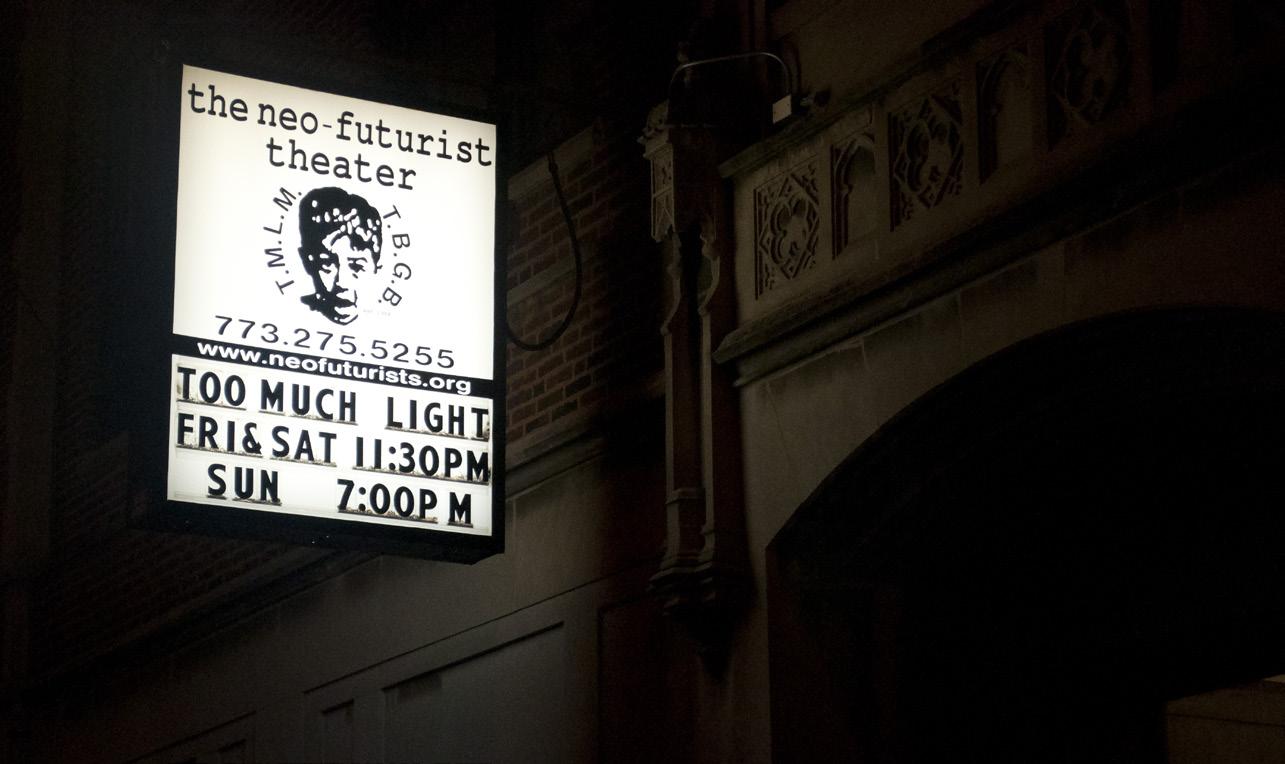 the neo-futurist
theater
T.M.L.M.
T.B.G.B.
773.275.5255
www.neofuturists.org
TOO MUCH LIGHT
FRI & SAT 11:30PM
SUN 7:00PM